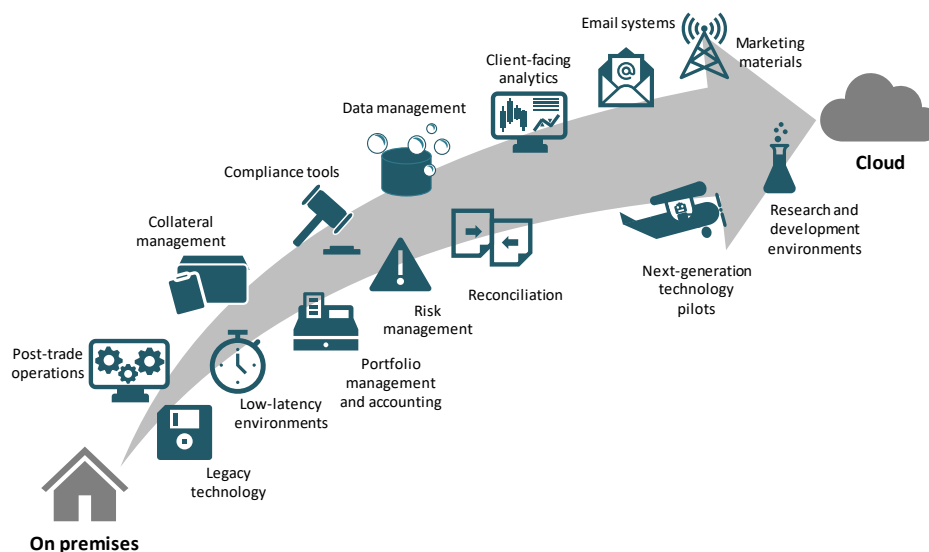 Email systems
Marketing
materials
Client-facing
analytics
Data management
Compliance tools
Cloud
Collateral
management
Research and
development
environments
Next-generation
technology
pilots
Reconciliation
Risk
management
Post-trade
operations
Portfolio
management
and accounting
Low-latency
environments
Legacy
technology
On premises
@